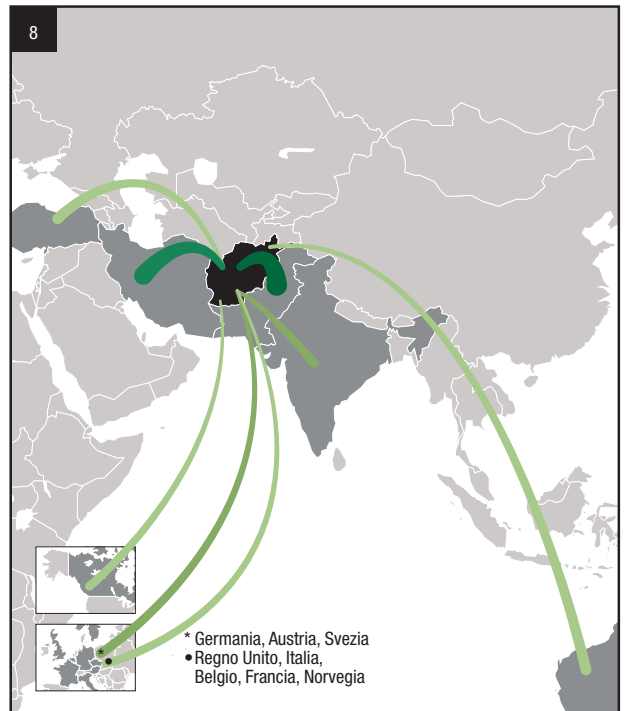 8
* Germania, Austria, Svezia
• Regno Unito, Italia,
Belgio, Francia, Norvegia